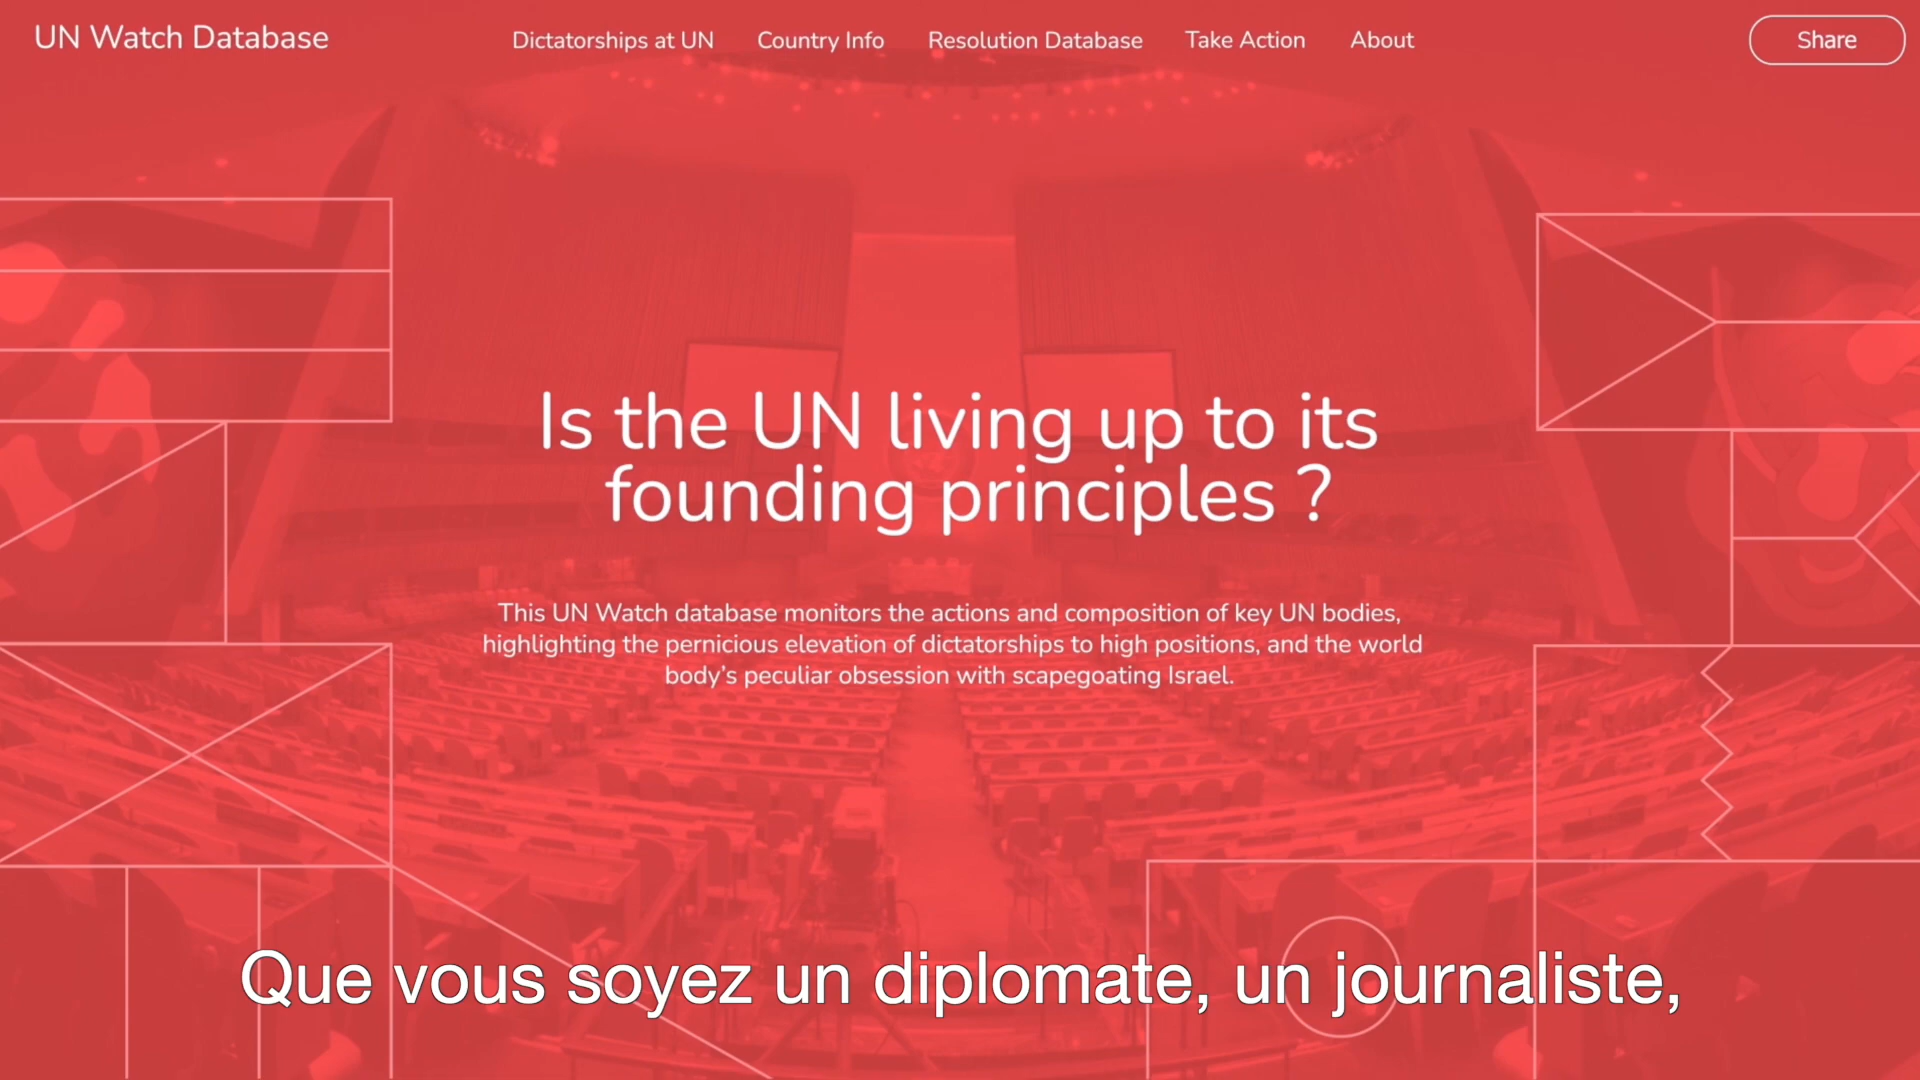 UN Watch Database
Dictatorships at UN
Country Info
Resolution Database
Take Action
About
Share
Is the UN living up to its
founding principles ?
This UN Watch database monitors the actions and composition of key UN bodies,
highlighting the pernicious elevation of dictatorships to high positions, and the world
body’s peculiar obsession with scapegoating Israel.
Que vous soyez un diplomate, un journaliste,